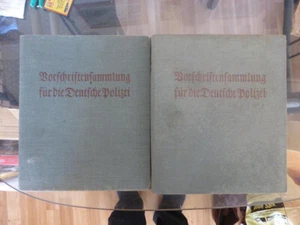 Vorschriftensammlung
für die Deutsche Polizei
Vorschriftensammlung
für die Deutsche Polizei